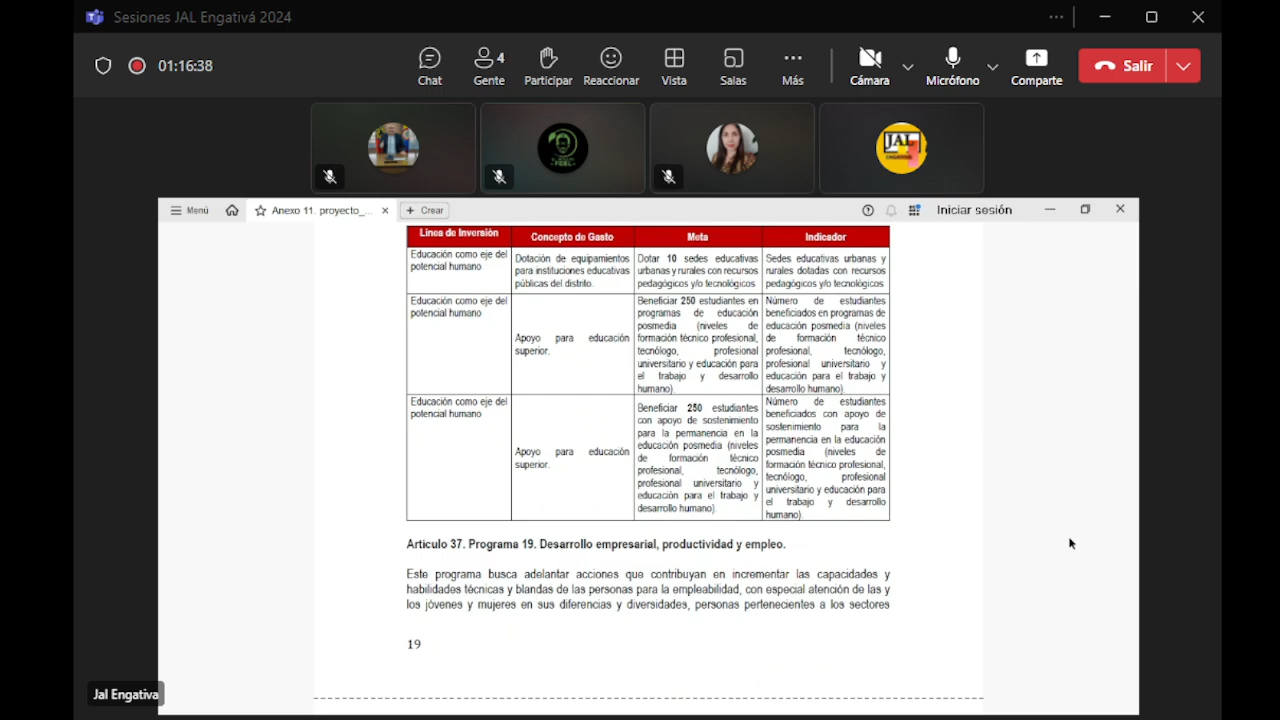 Sesiones JAL Engativá 2024
01:16:38
Chat
4
Gente
Participar
Reaccionar
Vista
Salas
Más
Cámara
Micrófono
Comparte
Salir
FIDEL
JAL
ENGATIVÁ
Menú
Anexo 11. proyecto_...
+ Crear
Iniciar sesión
Línea de Inversión
Concepto de Gasto
Meta
Indicador
Educación como eje del
potencial humano
Dotación de equipamientos
para instituciones educativas
públicas del distrito.
Dotar 10 sedes educativas
urbanas y rurales con recursos
pedagógicos y/o tecnológicos
Sedes educativas urbanas y
rurales dotadas con recursos
pedagógicos y/o tecnológicos
Educación como eje del
potencial humano
Apoyo para educación
superior.
Beneficiar 250 estudiantes en
programas de educación
posmedia (niveles de
formación técnico profesional,
tecnólogo, profesional
universitario y educación para
el trabajo y desarrollo
humano).
Número de estudiantes
beneficiados en programas de
educación posmedia (niveles
de formación técnico
profesional, tecnólogo,
profesional universitario y
educación para el trabajo y
desarrollo humano)
Educación como eje del
potencial humano
Apoyo para educación
superior.
Beneficiar 250 estudiantes
con apoyo de sostenimiento
para la permanencia en la
educación posmedia (niveles
de formación técnico
profesional, tecnólogo,
profesional universitario y
educación para el trabajo y
desarrollo humano).
Número de estudiantes
beneficiados con apoyo de
sostenimiento para la
permanencia en la educación
posmedia (niveles de
formación técnico profesional,
tecnólogo, profesional
universitario y educación para
el trabajo y desarrollo
humano).
Artículo 37. Programa 19. Desarrollo empresarial, productividad y empleo.
Este programa busca adelantar acciones que contribuyan en incrementar las capacidades y
habilidades técnicas y blandas de las personas para la empleabilidad, con especial atención de las y
los jóvenes y mujeres en sus diferencias y diversidades, personas pertenecientes a los sectores
19
Jal Engativa